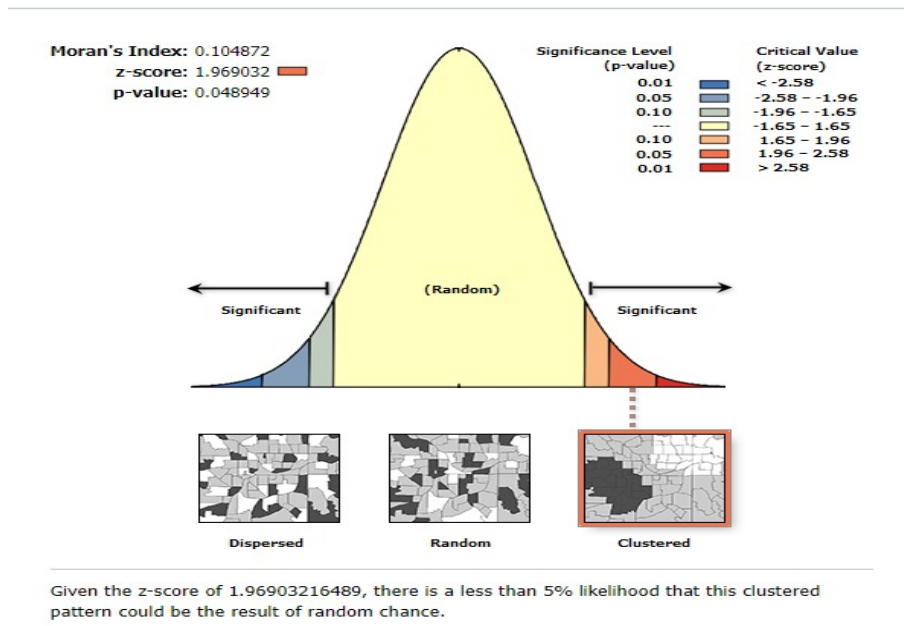 Moran's Index: 0.104872
z-score: 1.969032
p-value: 0.048949
Significance Level
(p-value)
Critical Value
(z-score)
0.01 < -2.58
0.05 -2.58 – -1.96
0.10 -1.96 – -1.65
--- -1.65 – 1.65
0.10 1.65 – 1.96
0.05 1.96 – 2.58
0.01 > 2.58
(Random)
Significant
Significant
Dispersed
Random
Clustered
Given the z-score of 1.96903216489, there is a less than 5% likelihood that this clustered
pattern could be the result of random chance.